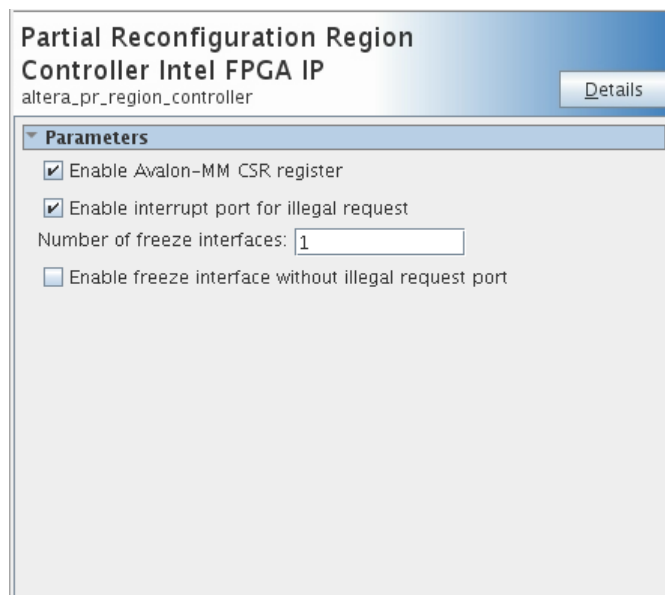 Partial Reconfiguration Region
Controller Intel FPGA IP
altera_pr_region_controller
Details
Parameters
Enable Avalon-MM CSR register
Enable interrupt port for illegal request
Number of freeze interfaces: 1
Enable freeze interface without illegal request port